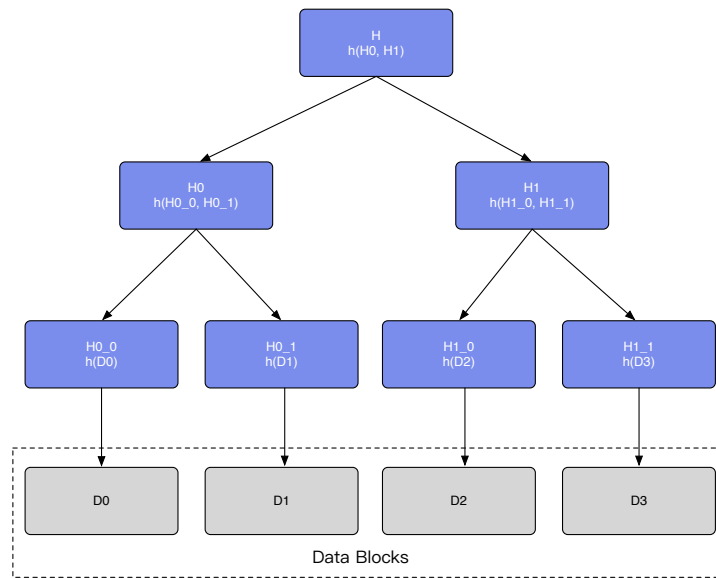 H
h(H0, H1)
H0
h(H0_0, H0_1)
H1
h(H1_0, H1_1)
H0_0
h(D0)
H0_1
h(D1)
H1_0
h(D2)
H1_1
h(D3)
D0
D1
D2
D3
Data Blocks